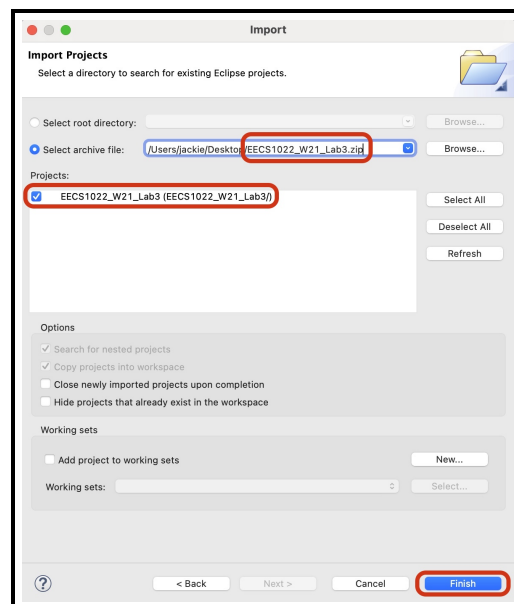 Import
Import Projects
Select a directory to search for existing Eclipse projects.
Select root directory:
Browse...
Select archive file: /Users/jackie/Desktop/EECS1022_W21_Lab3.zip
Browse...
Projects:
EECS1022_W21_Lab3 (EECS1022_W21_Lab3/)
Select All
Deselect All
Refresh
Options
Search for nested projects
Copy projects into workspace
Close newly imported projects upon completion
Hide projects that already exist in the workspace
Working sets
Add project to working sets
New...
Working sets:
Select...
? < Back Next > Cancel Finish